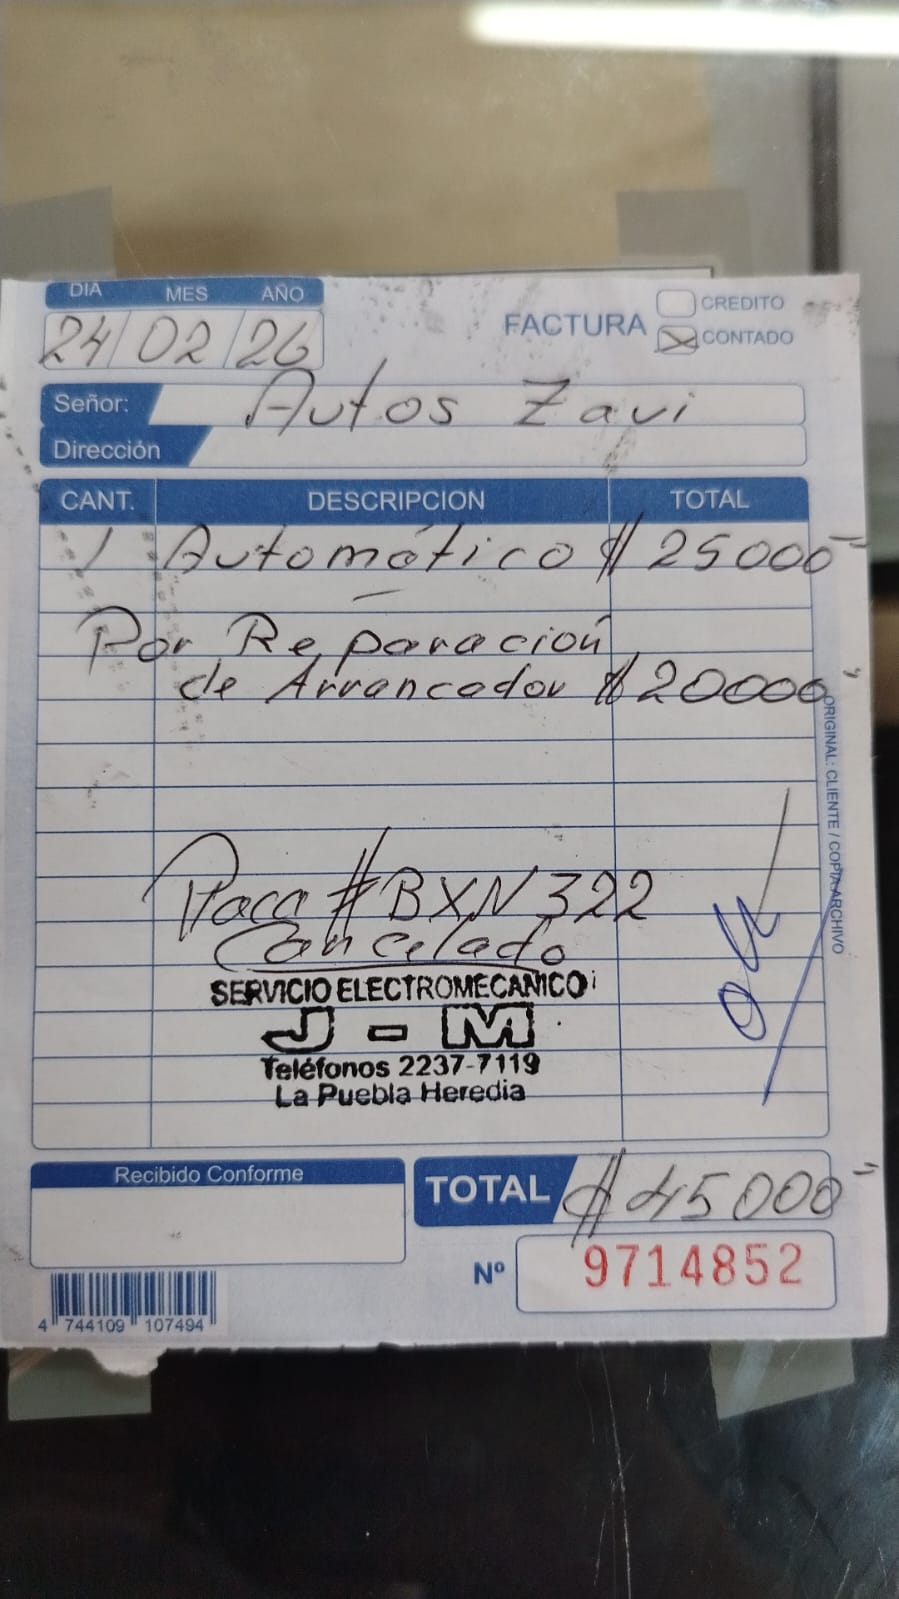 DIA MES AÑO
24 02 26
FACTURA
CREDITO
CONTADO
Señor: Autos Zavi
Dirección
CANT. DESCRIPCION TOTAL
1 Automático ₡ 25000
Por Reparación
de Arrancador ₡ 20000
Placa # BXN322
Cancelado
SERVICIO ELECTROMECANICO
J - M
Teléfonos 2237-7119
La Puebla Heredia
ORIGINAL: CLIENTE / COPIA: ARCHIVO
Recibido Conforme
TOTAL ₡ 45000
Nº 9714852
4 744109 107494